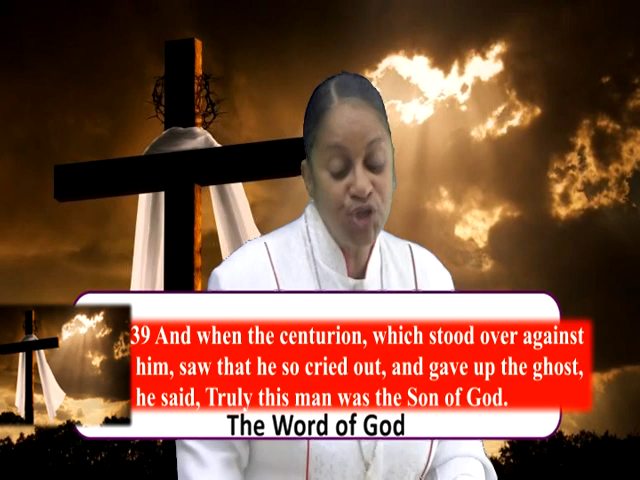 39 And when the centurion, which stood over against
him, saw that he so cried out, and gave up the ghost,
he said, Truly this man was the Son of God.
The Word of God